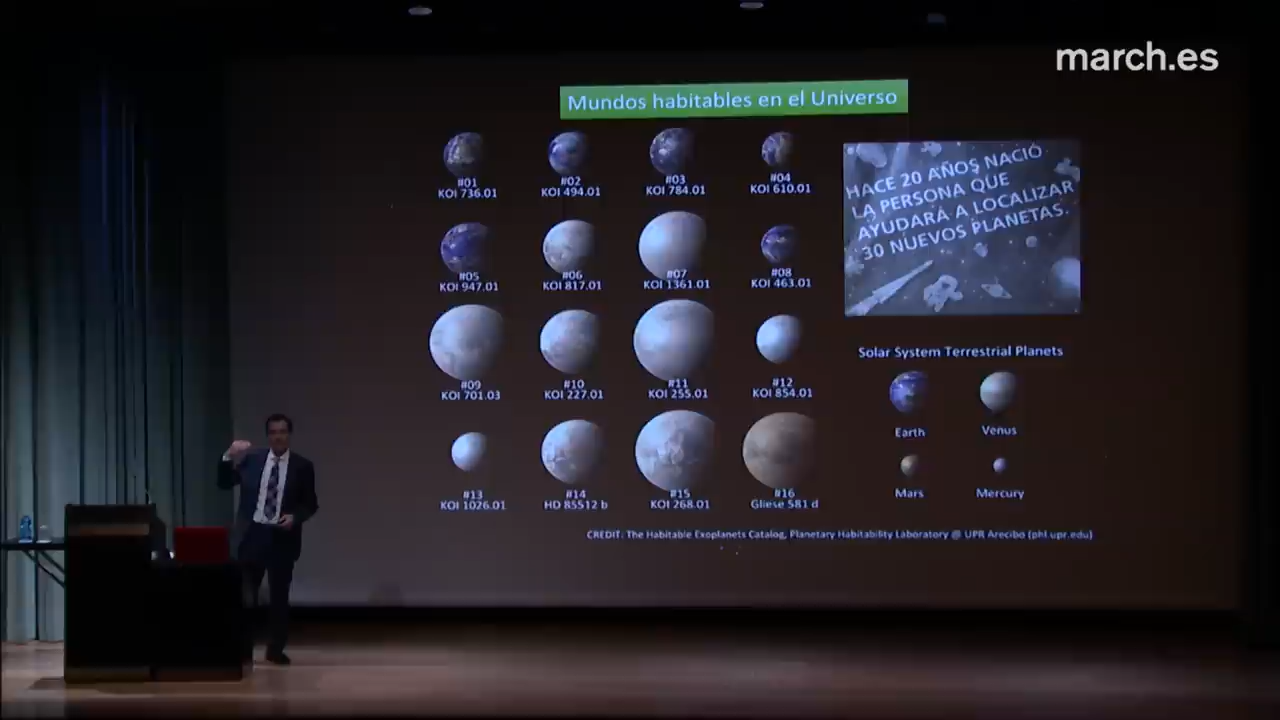 march.es
Mundos habitables en el Universo
#01
KOI 736.01
#02
KOI 494.01
#03
KOI 784.01
#04
KOI 610.01
#05
KOI 947.01
#06
KOI 817.01
#07
KOI 1361.01
#08
KOI 463.01
#09
KOI 701.03
#10
KOI 227.01
#11
KOI 255.01
#12
KOI 854.01
#13
KOI 1026.01
#14
HD 85512 b
#15
KOI 268.01
#16
Gliese 581 d
HACE 20 AÑOS NACIÓ
LA PERSONA QUE
AYUDARÁ A LOCALIZAR
30 NUEVOS PLANETAS.
Solar System Terrestrial Planets
Earth
Venus
Mars
Mercury
CREDIT: The Habitable Exoplanets Catalog, Planetary Habitability Laboratory @ UPR Arecibo (phl.upr.edu)